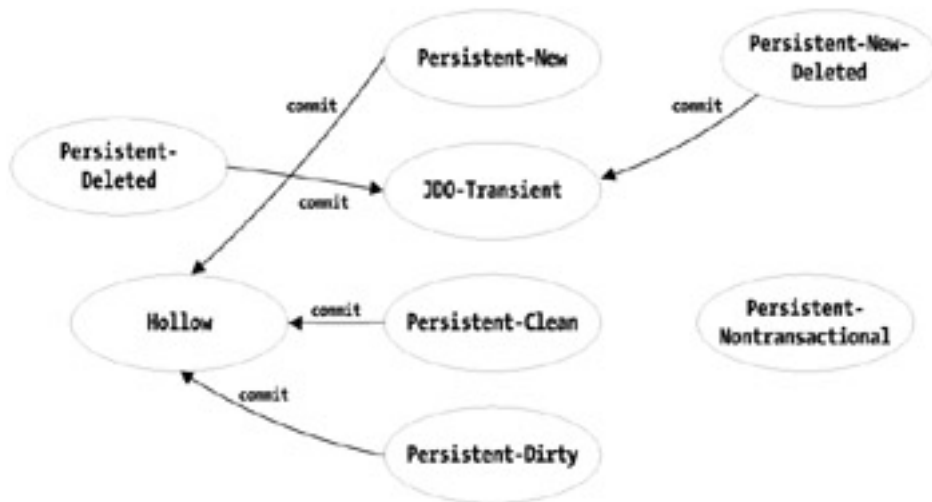 Persistent-New
Persistent-New-
Deleted
commit
commit
Persistent-
Deleted
JDO-Transient
commit
Hollow
commit
Persistent-Clean
Persistent-
Nontransactional
commit
Persistent-Dirty